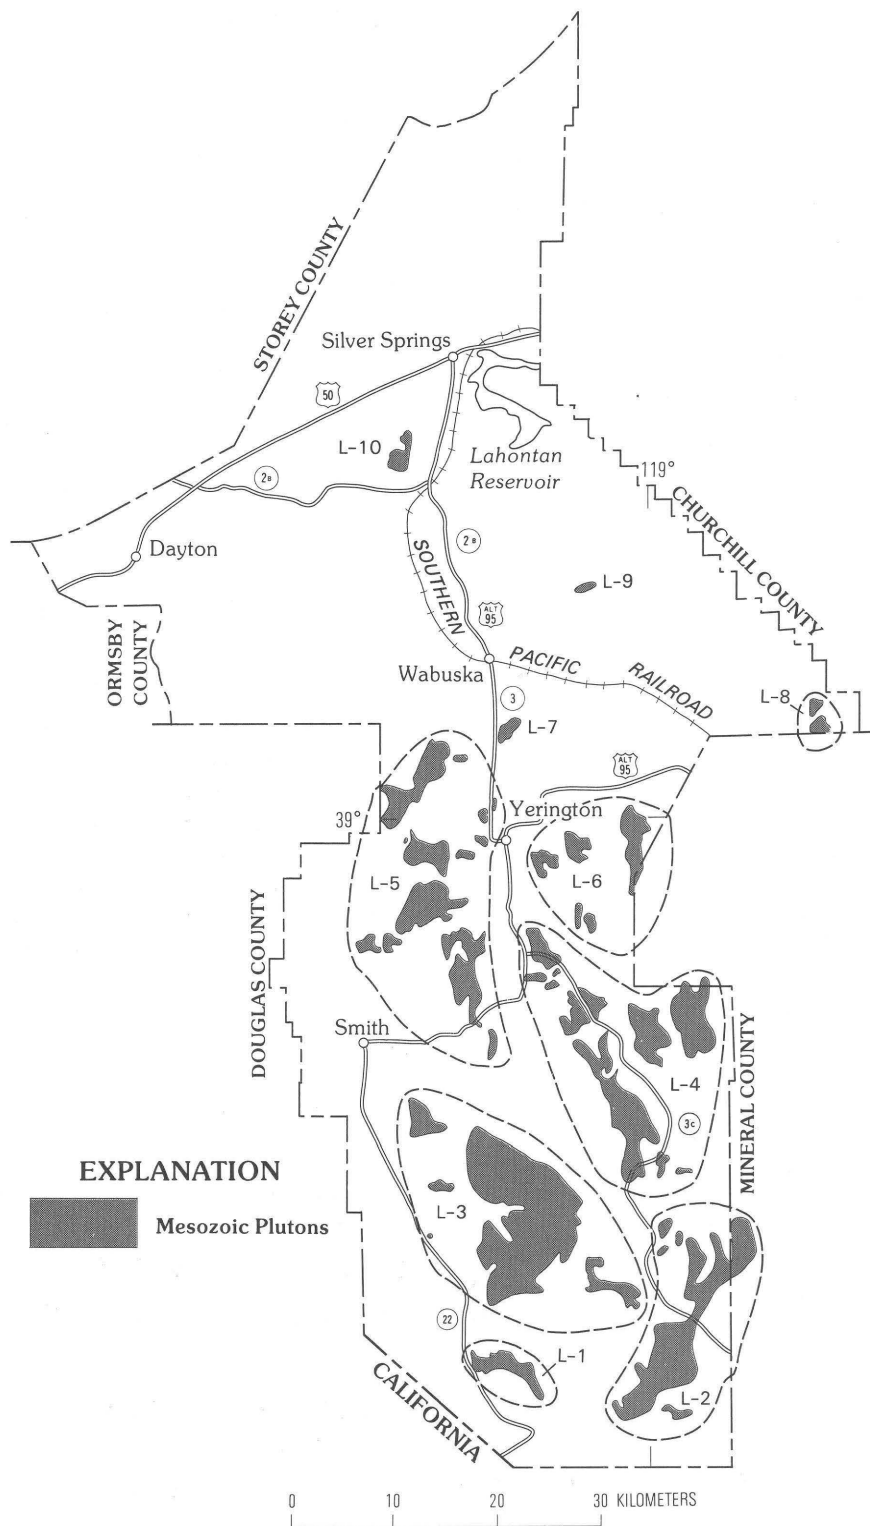 STOREY COUNTY
Silver Springs
50
L-10
2B
Lahontan
Reservoir
119°
CHURCHILL COUNTY
Dayton
SOUTHERN
2B
L-9
ALT
95
ORMSBY
COUNTY
Wabuska
PACIFIC
RAILROAD
3
L-8
L-7
ALT
95
Yerington
39°
L-5
L-6
DOUGLAS COUNTY
Smith
MINERAL COUNTY
L-4
3C
EXPLANATION
Mesozoic Plutons
L-3
22
L-1
L-2
CALIFORNIA
0 10 20 30 KILOMETERS